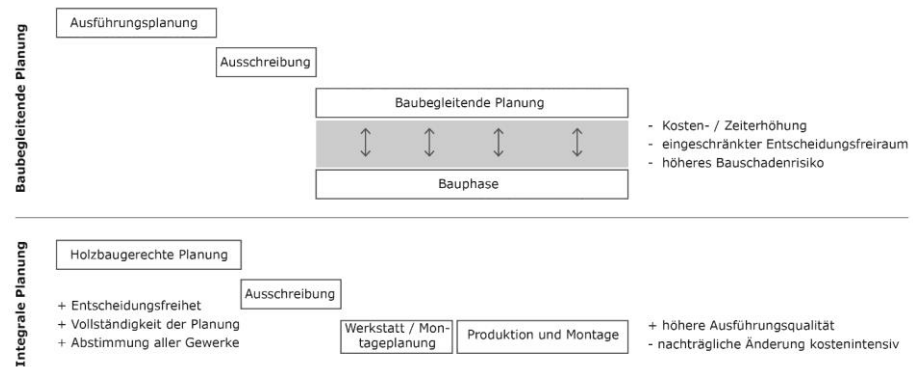 Baubegleitende Planung
Ausführungsplanung
Ausschreibung
Baubegleitende Planung
Bauphase
- Kosten- / Zeiterhöhung
- eingeschränkter Entscheidungsfreiraum
- höheres Bauschadenrisiko
Integrale Planung
Holzbaugerechte Planung
+ Entscheidungsfreihet
+ Vollständigkeit der Planung
+ Abstimmung aller Gewerke
Ausschreibung
Werkstatt / Mon-
tageplanung
Produktion und Montage
+ höhere Ausführungsqualität
- nachträgliche Änderung kostenintensiv